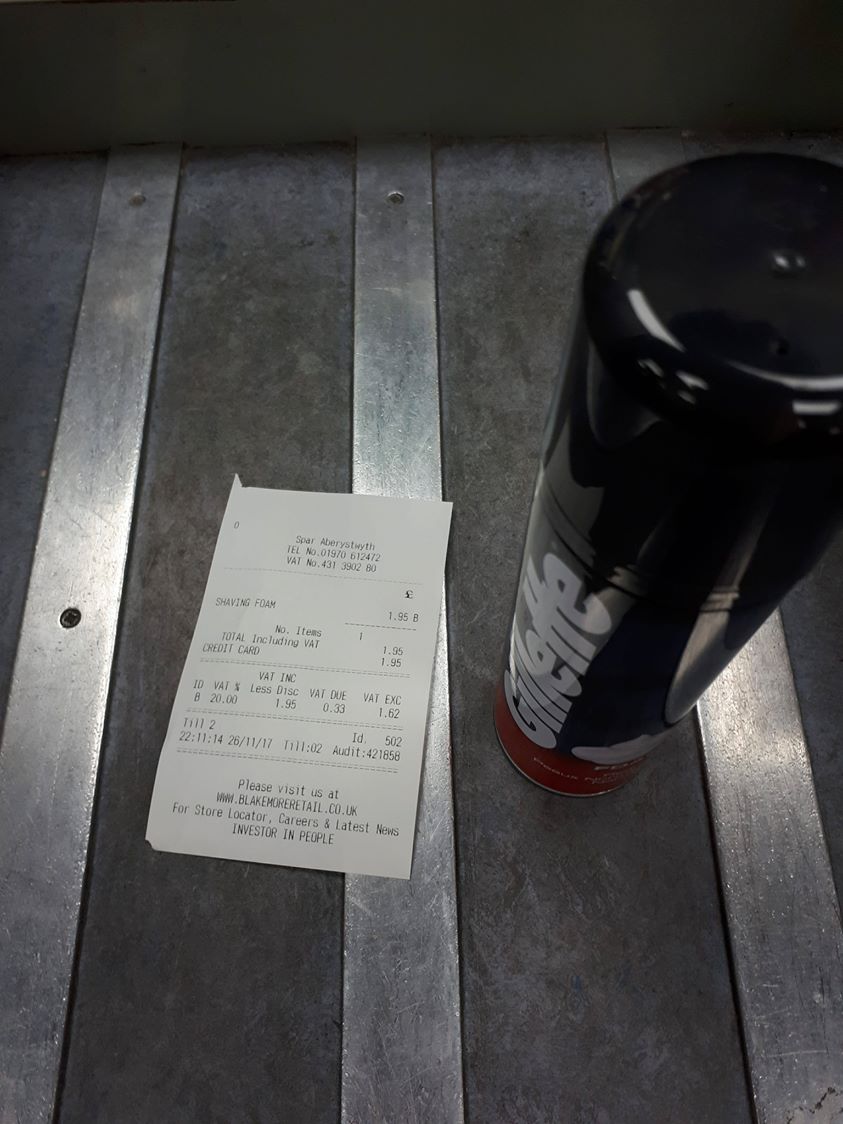 0
Spar Aberystwyth
TEL No.01970 612472
VAT No.431 3902 80
£
SHAVING FOAM 1.95 B
No. Items 1
TOTAL Including VAT 1.95
CREDIT CARD 1.95
VAT INC
ID VAT % Less Disc VAT DUE VAT EXC
B 20.00 1.95 0.33 1.62
Till 2 Id. 502
22:11:14 26/11/17 Till:02 Audit:421858
Please visit us at
WWW.BLAKEMORERETAIL.CO.UK
For Store Locator, Careers & Latest News
INVESTOR IN PEOPLE
Gillette